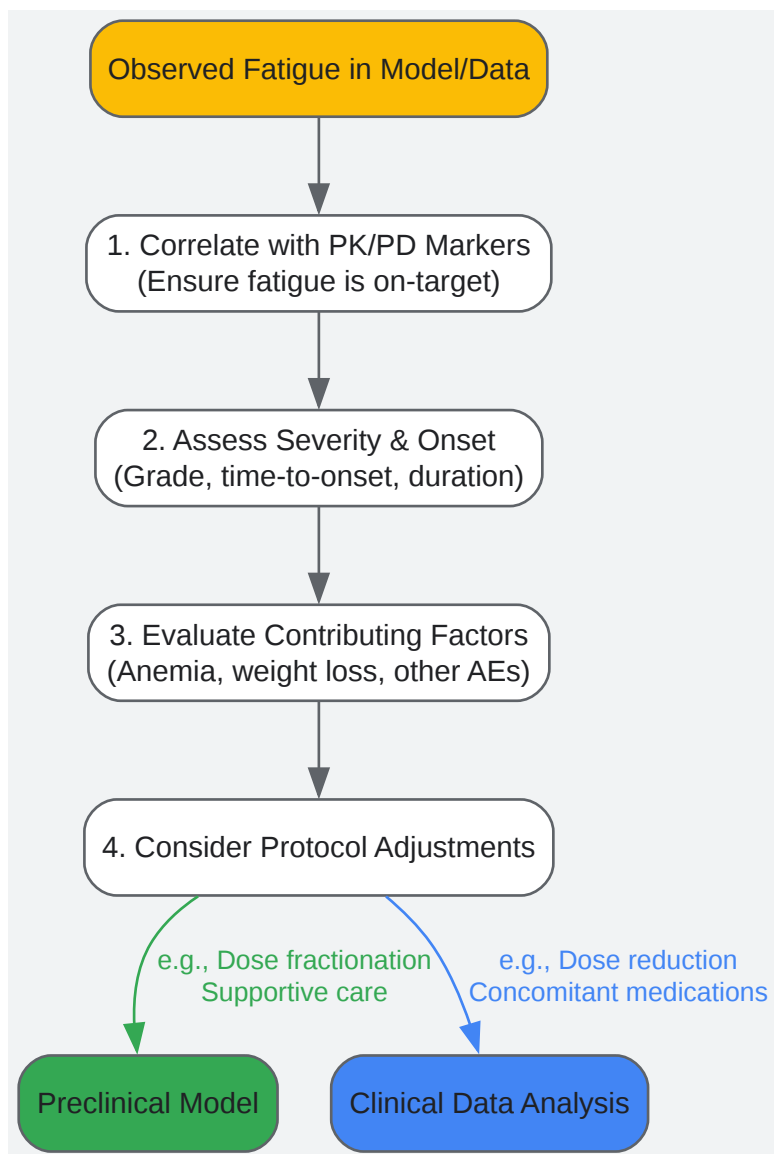 Observed Fatigue in Model/Data
1. Correlate with PK/PD Markers
(Ensure fatigue is on-target)
2. Assess Severity & Onset
(Grade, time-to-onset, duration)
3. Evaluate Contributing Factors
(Anemia, weight loss, other AEs)
4. Consider Protocol Adjustments
e.g., Dose fractionation
Supportive care
e.g., Dose reduction
Concomitant medications
Preclinical Model
Clinical Data Analysis